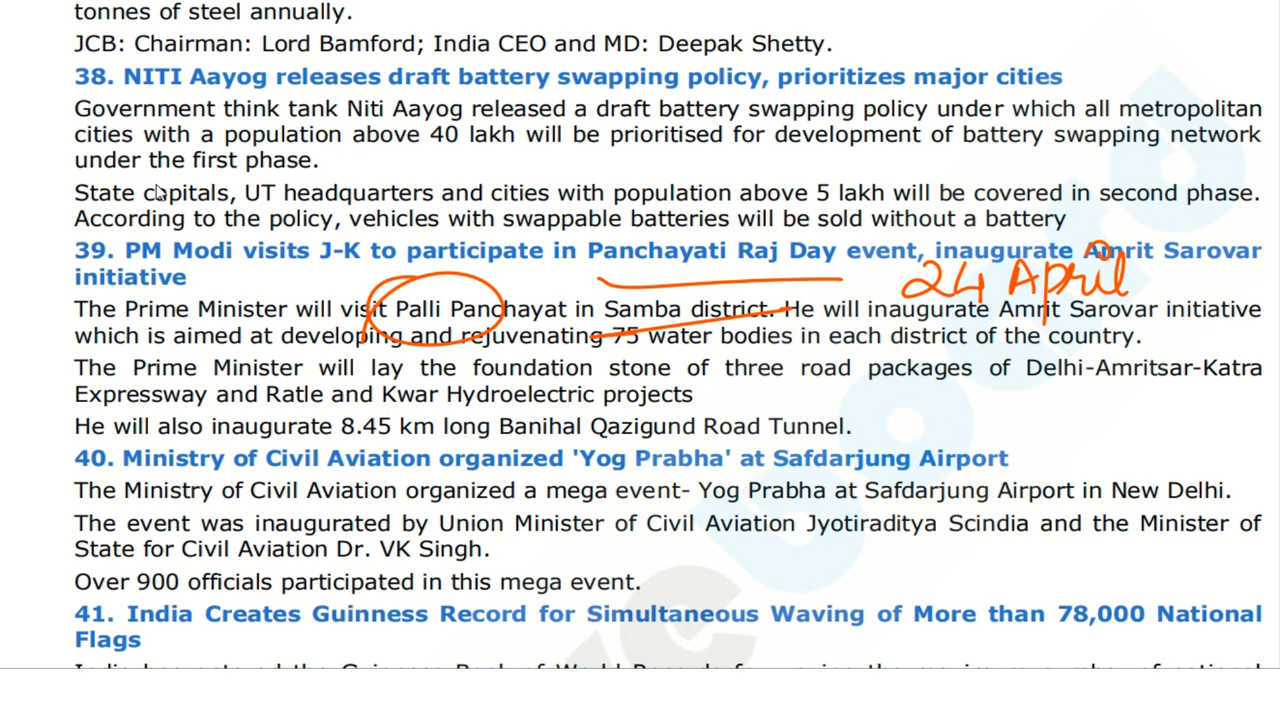 tonnes of steel annually.
JCB: Chairman: Lord Bamford; India CEO and MD: Deepak Shetty.
38. NITI Aayog releases draft battery swapping policy, prioritizes major cities
Government think tank Niti Aayog released a draft battery swapping policy under which all metropolitan
cities with a population above 40 lakh will be prioritised for development of battery swapping network
under the first phase.
State capitals, UT headquarters and cities with population above 5 lakh will be covered in second phase.
According to the policy, vehicles with swappable batteries will be sold without a battery
39. PM Modi visits J-K to participate in Panchayati Raj Day event, inaugurate Amrit Sarovar
initiative
24 April
The Prime Minister will visit Palli Panchayat in Samba district. He will inaugurate Amrit Sarovar initiative
which is aimed at developing and rejuvenating 75 water bodies in each district of the country.
The Prime Minister will lay the foundation stone of three road packages of Delhi-Amritsar-Katra
Expressway and Ratle and Kwar Hydroelectric projects
He will also inaugurate 8.45 km long Banihal Qazigund Road Tunnel.
40. Ministry of Civil Aviation organized 'Yog Prabha' at Safdarjung Airport
The Ministry of Civil Aviation organized a mega event- Yog Prabha at Safdarjung Airport in New Delhi.
The event was inaugurated by Union Minister of Civil Aviation Jyotiraditya Scindia and the Minister of
State for Civil Aviation Dr. VK Singh.
Over 900 officials participated in this mega event.
41. India Creates Guinness Record for Simultaneous Waving of More than 78,000 National
Flags